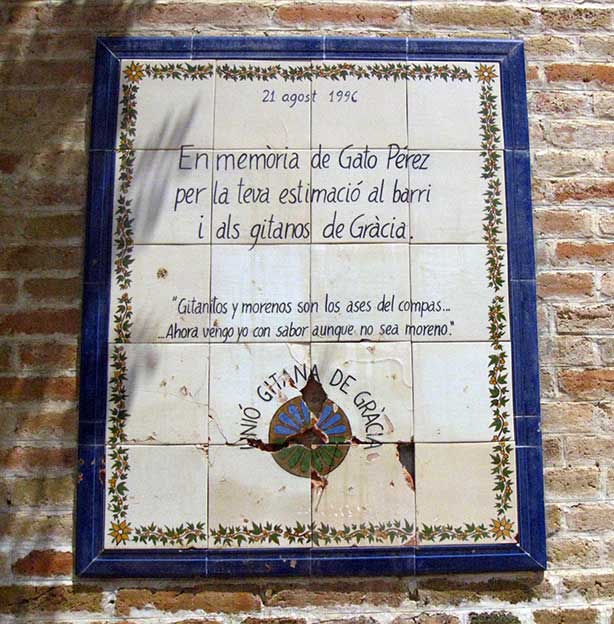 21 agost 1996
En memòria de Gato Pérez
per la teva estimació al barri
i als gitanos de Gràcia.
"Gitanitos y morenos son los ases del compas...
...Ahora vengo yo con sabor aunque no sea moreno."
UNIÓ GITANA DE GRÀCIA